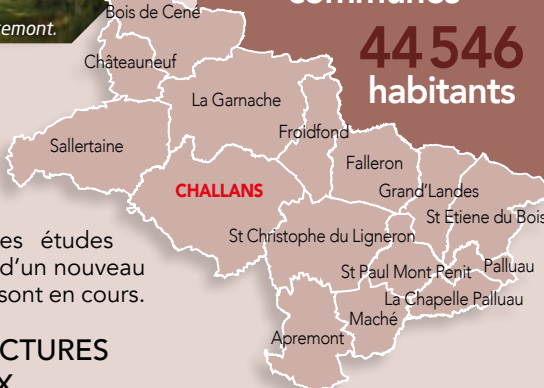 emont.
communes
44 546
habitants
Bois de Cené
Châteauneuf
La Garnache
Froidfond
Sallertaine
Falleron
CHALLANS
Grand'Landes
St Etiene du Bois
St Christophe du Ligneron
St Paul Mont Penit
Palluau
La Chapelle Palluau
Maché
Apremont
es études
d'un nouveau
sont en cours.
CTURES
X